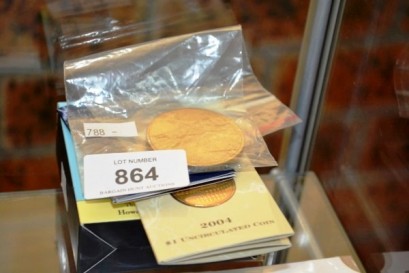 788 -
LOT NUMBER
864
2004
$1 UNCIRCULATED COIN